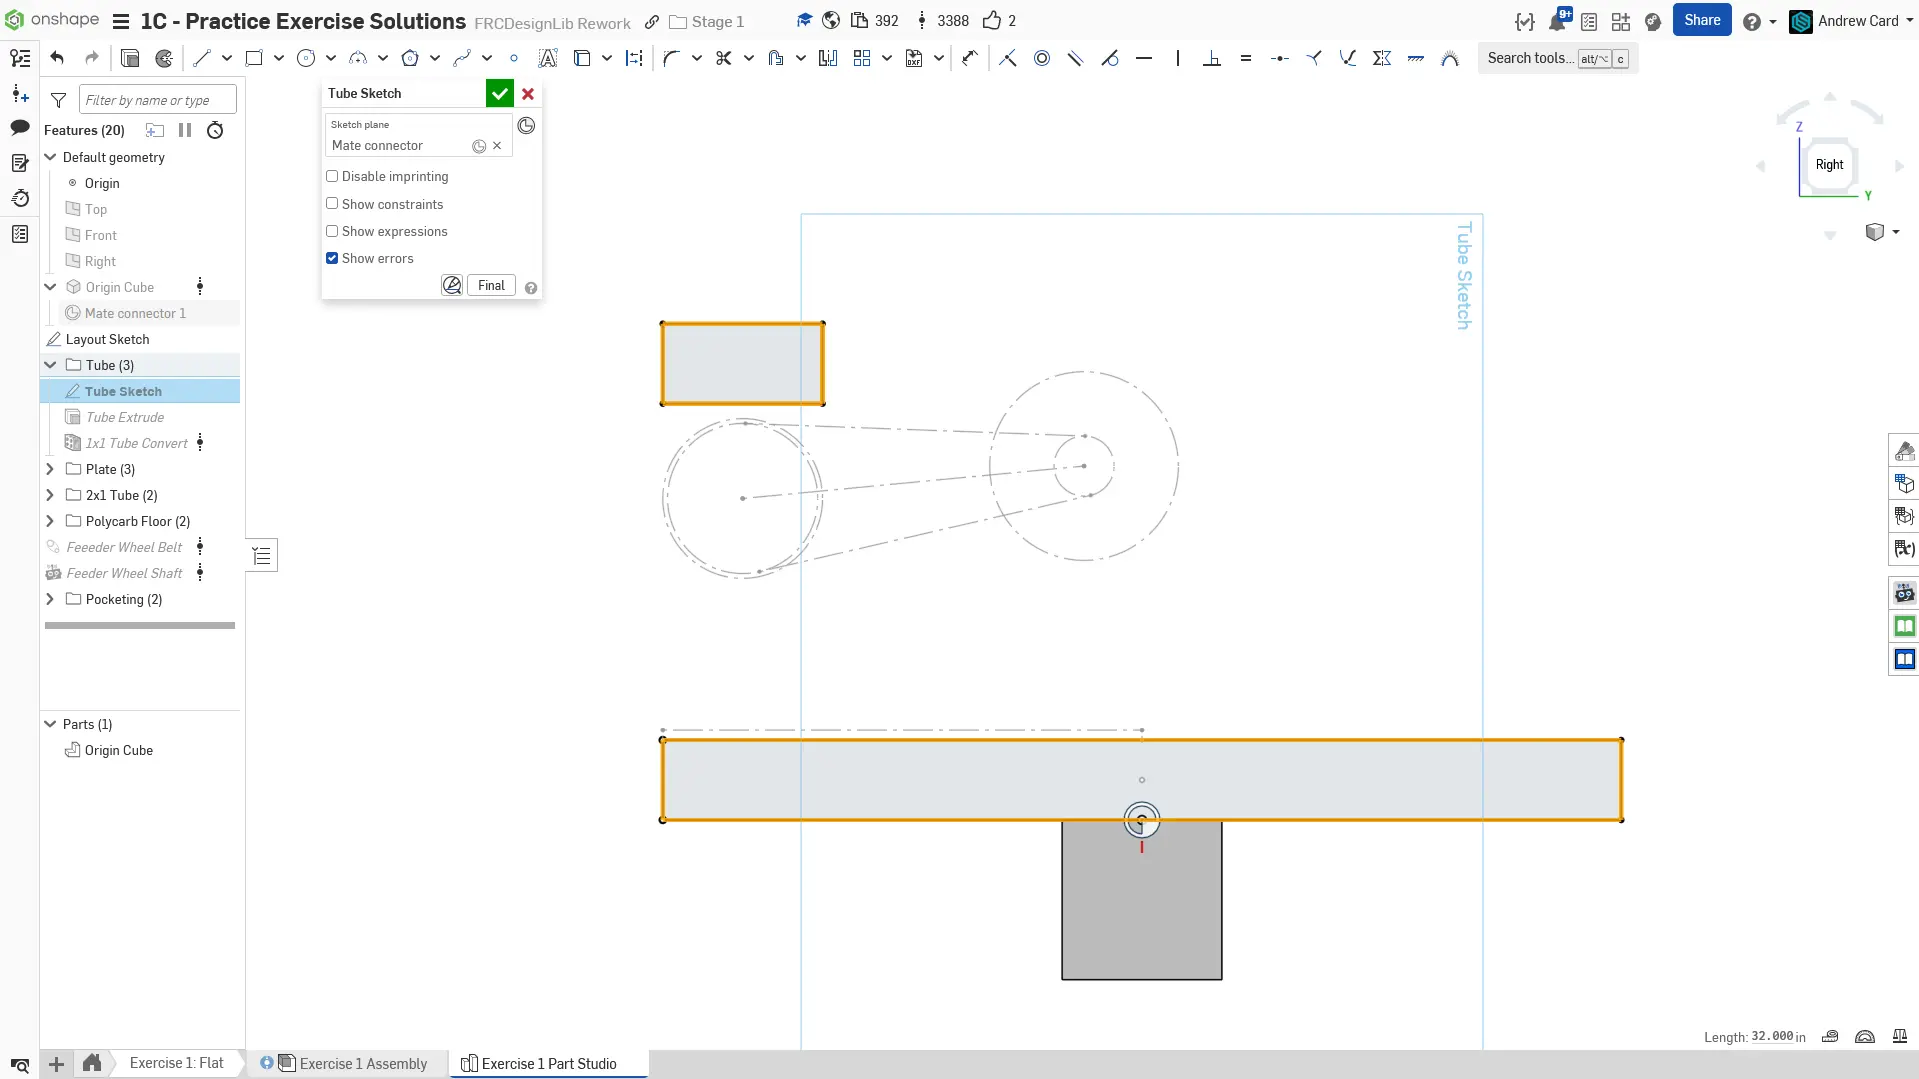 onshape
1C - Practice Exercise Solutions FRCDesignLib Rework Stage 1 392 3388 2
9+ Share Andrew Card
Search tools... alt/⌥ c
Filter by name or type
Features (20)
Default geometry
Origin
Top
Front
Right
Origin Cube
Mate connector 1
Layout Sketch
Tube (3)
Tube Sketch
Tube Extrude
1x1 Tube Convert
Plate (3)
2x1 Tube (2)
Polycarb Floor (2)
Feeeder Wheel Belt
Feeder Wheel Shaft
Pocketing (2)
Parts (1)
Origin Cube
Tube Sketch
Sketch plane
Mate connector
Disable imprinting
Show constraints
Show expressions
Show errors
Final
Tube Sketch
Z
Right
Y
Length: 32.000 in
Exercise 1: Flat Exercise 1 Assembly Exercise 1 Part Studio